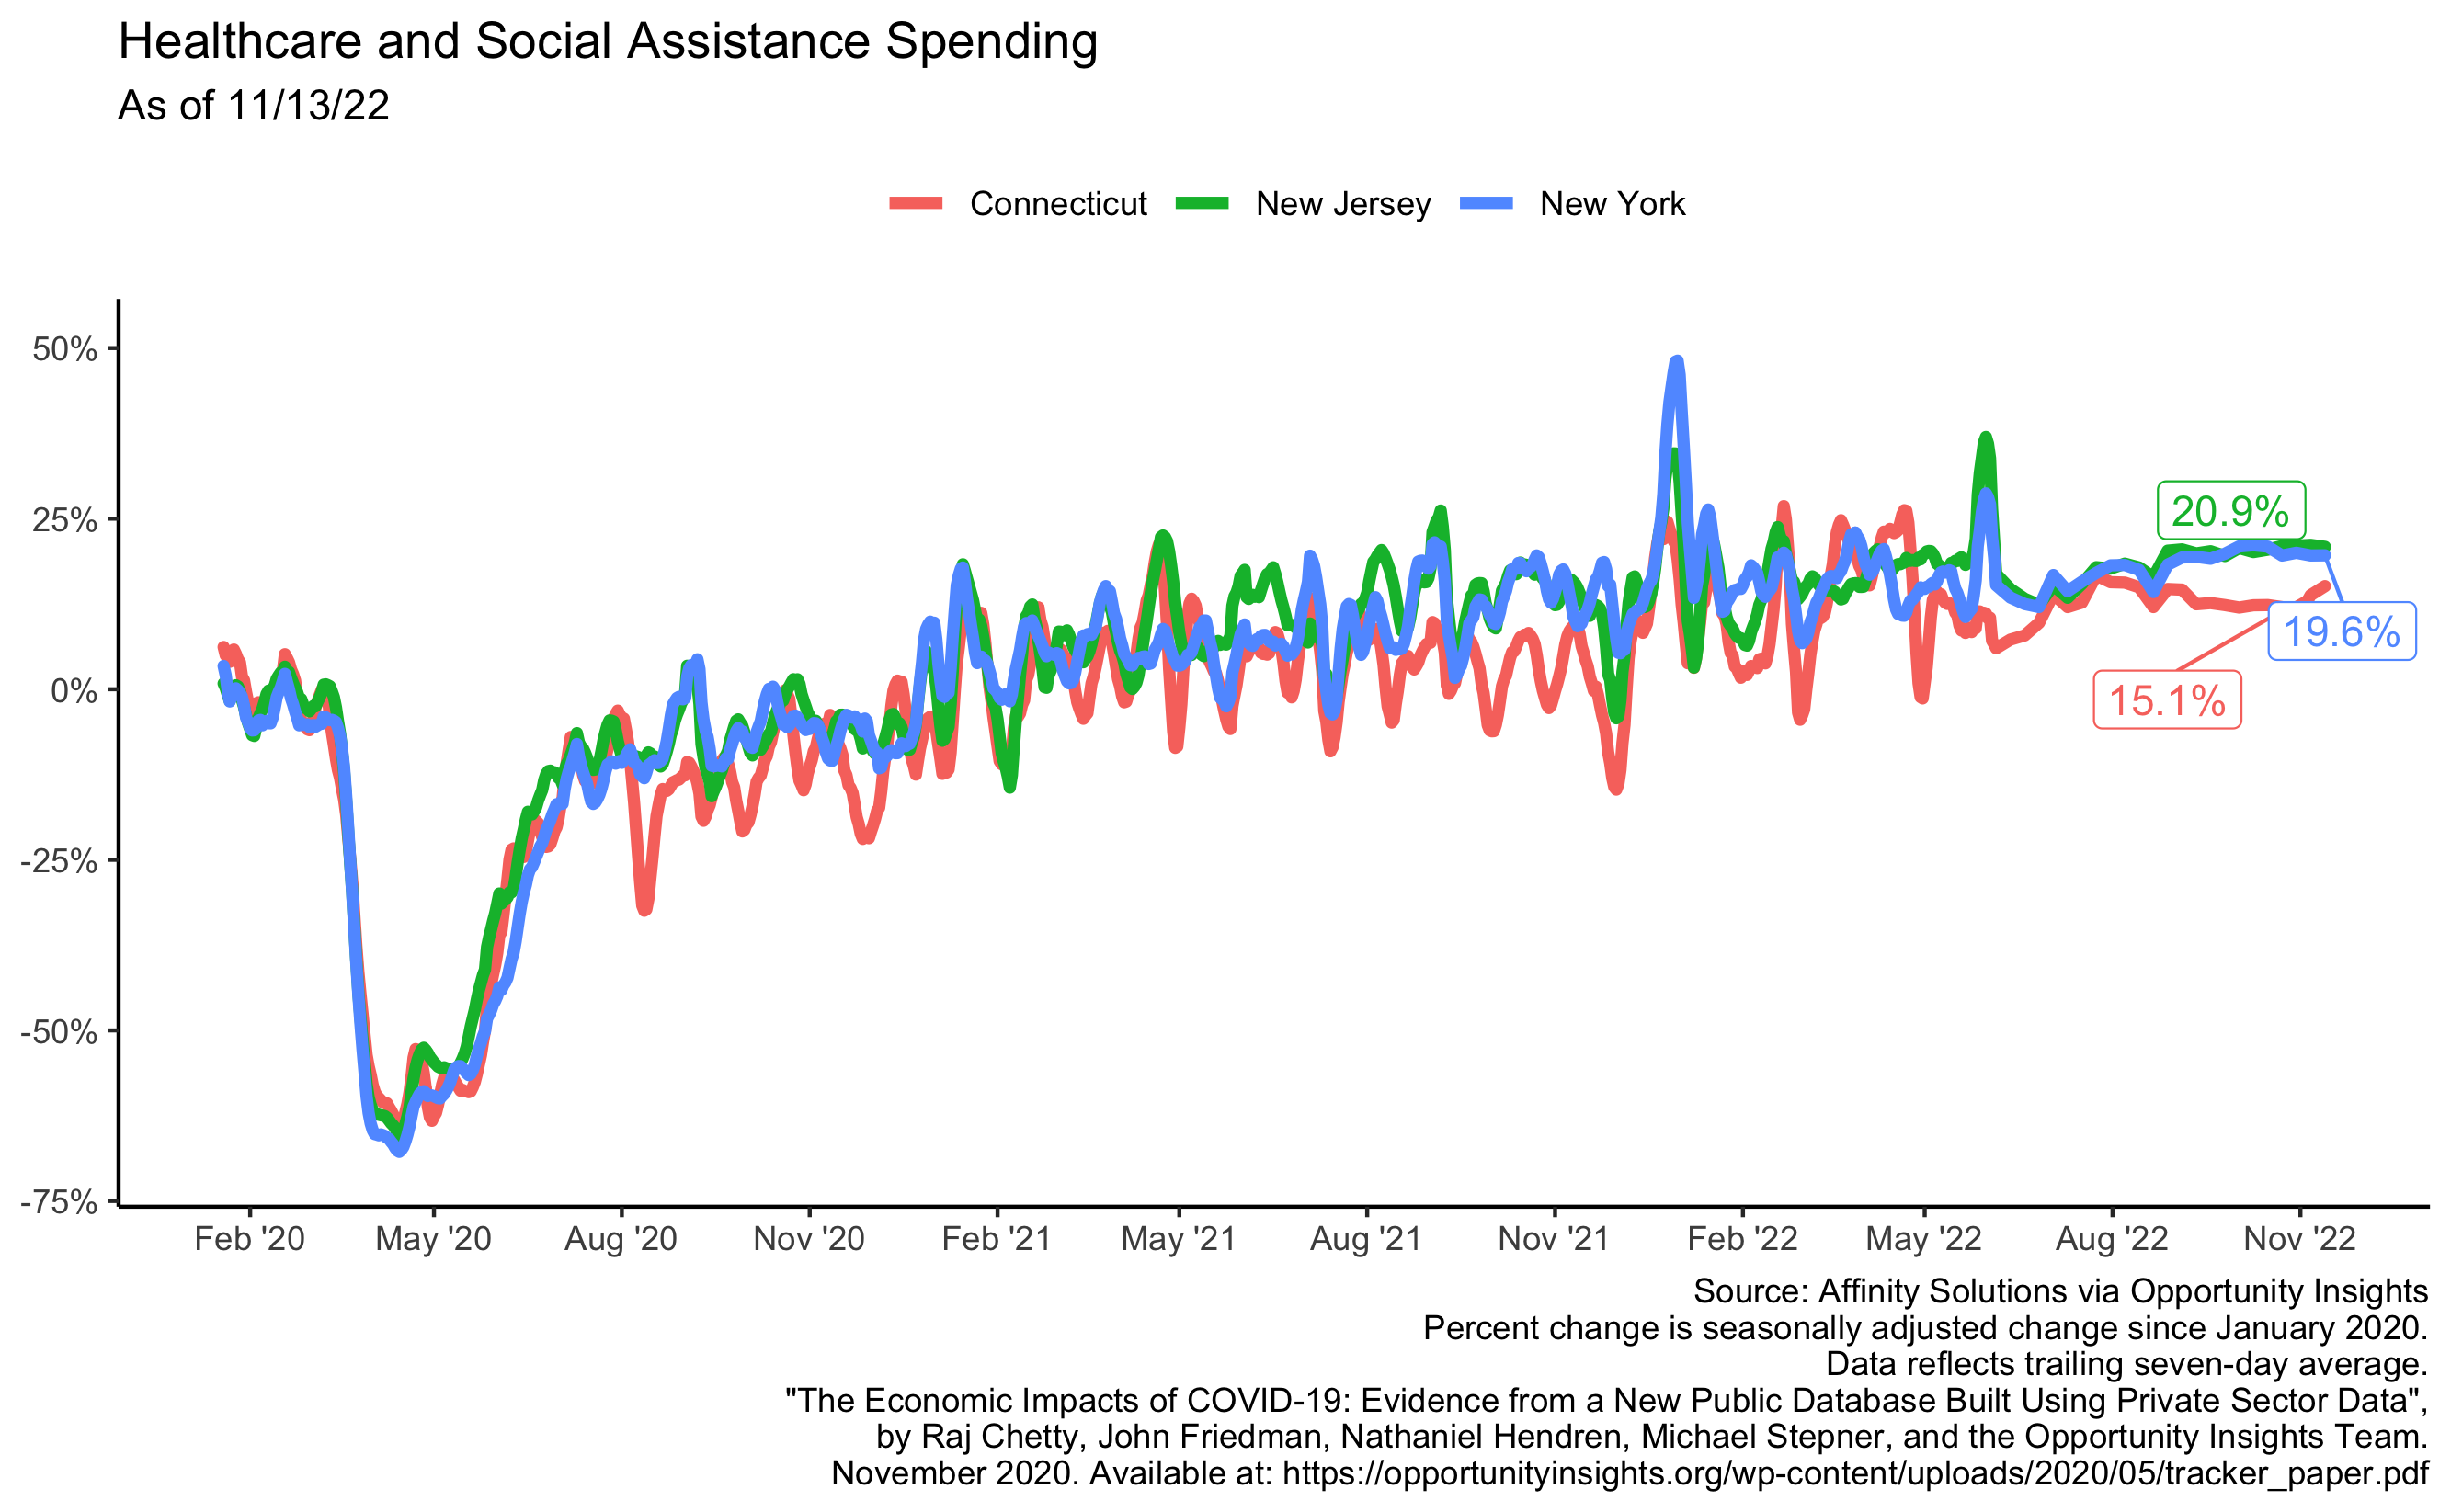 Healthcare and Social Assistance Spending
As of 11/13/22
Connecticut New Jersey New York
50%
25%
0%
-25%
-50%
-75%
20.9%
19.6%
15.1%
Feb '20 May '20 Aug '20 Nov '20 Feb '21 May '21 Aug '21 Nov '21 Feb '22 May '22 Aug '22 Nov '22
Source: Affinity Solutions via Opportunity Insights
Percent change is seasonally adjusted change since January 2020.
Data reflects trailing seven-day average.
"The Economic Impacts of COVID-19: Evidence from a New Public Database Built Using Private Sector Data",
by Raj Chetty, John Friedman, Nathaniel Hendren, Michael Stepner, and the Opportunity Insights Team.
November 2020. Available at: https://opportunityinsights.org/wp-content/uploads/2020/05/tracker_paper.pdf